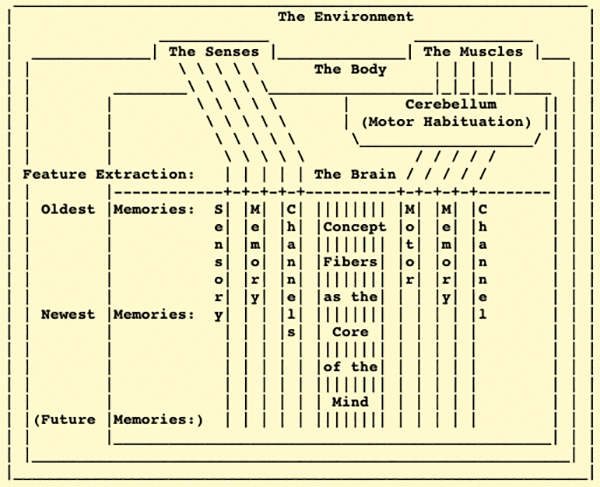 The Environment
The Senses
The Muscles
The Body
Cerebellum
(Motor Habituation)
Feature Extraction:
The Brain
Oldest Memories:
Newest Memories:
(Future Memories:)
Sensory Memory Channels
Concept
Fibers
as the
Core
of the
Mind
Motor Memory Channel